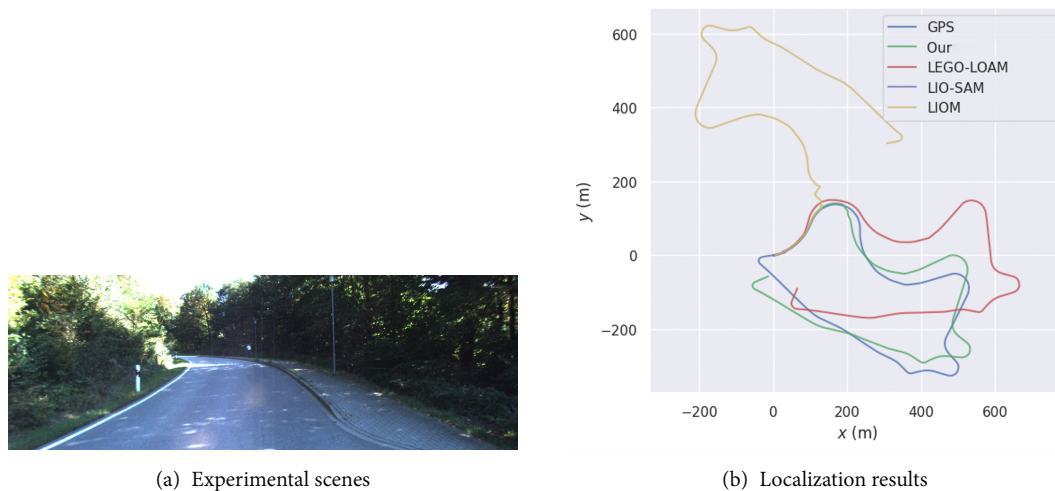 600
400
200
0
−200
y (m)
−200
0
200
400
600
x (m)
GPS
Our
LEGO-LOAM
LIO-SAM
LIOM
(a) Experimental scenes
(b) Localization results